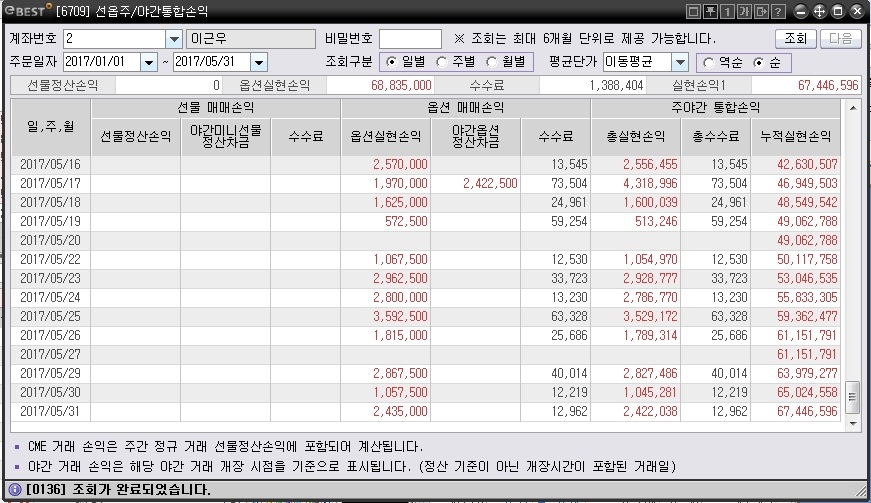 eBEST [6709] 선옵주/야간통합손익
계좌번호 2 이근우 비밀번호 ※ 조회는 최대 6개월 단위로 제공 가능합니다. 조회 다음
주문일자 2017/01/01 ~ 2017/05/31 조회구분 일별 주별 월별 평균단가 이동평균 역순 순
선물정산손익 0 옵션실현손익 68,835,000 수수료 1,388,404 실현손익1 67,446,596
일,주,월 선물 매매손익 옵션 매매손익 주야간 통합손익
선물정산손익 야간미니선물 정산차금 수수료 옵션실현손익 야간옵션 정산차금 수수료 총실현손익 총수수료 누적실현손익
2017/05/16 2,570,000 13,545 2,556,455 13,545 42,630,507
2017/05/17 1,970,000 2,422,500 73,504 4,318,996 73,504 46,949,503
2017/05/18 1,625,000 24,961 1,600,039 24,961 48,549,542
2017/05/19 572,500 59,254 513,246 59,254 49,062,788
2017/05/20 49,062,788
2017/05/22 1,067,500 12,530 1,054,970 12,530 50,117,758
2017/05/23 2,962,500 33,723 2,928,777 33,723 53,046,535
2017/05/24 2,800,000 13,230 2,786,770 13,230 55,833,305
2017/05/25 3,592,500 63,328 3,529,172 63,328 59,362,477
2017/05/26 1,815,000 25,686 1,789,314 25,686 61,151,791
2017/05/27 61,151,791
2017/05/29 2,867,500 40,014 2,827,486 40,014 63,979,277
2017/05/30 1,057,500 12,219 1,045,281 12,219 65,024,558
2017/05/31 2,435,000 12,962 2,422,038 12,962 67,446,596
▪ CME 거래 손익은 주간 정규 거래 선물정산손익에 포함되어 계산됩니다.
▪ 야간 거래 손익은 해당 야간 거래 개장 시점을 기준으로 표시됩니다. (정산 기준이 아닌 개장시간이 포함된 거래일)
[0136] 조회가 완료되었습니다.